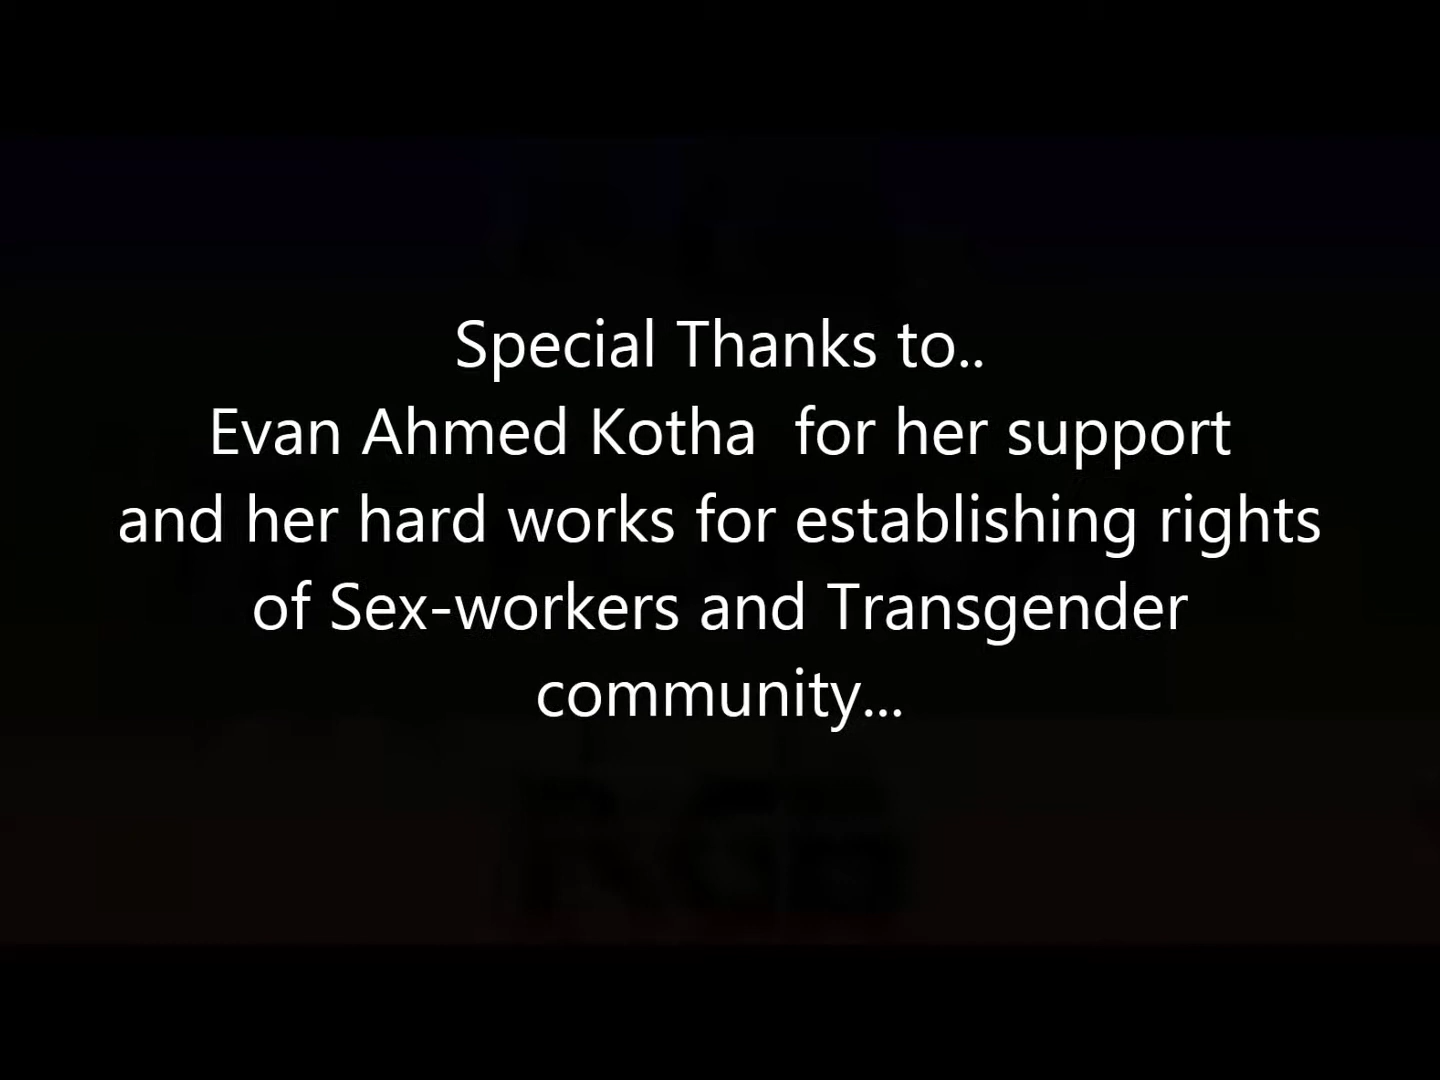 Special Thanks to..
Evan Ahmed Kotha  for her support
and her hard works for establishing rights
of Sex-workers and Transgender
community...